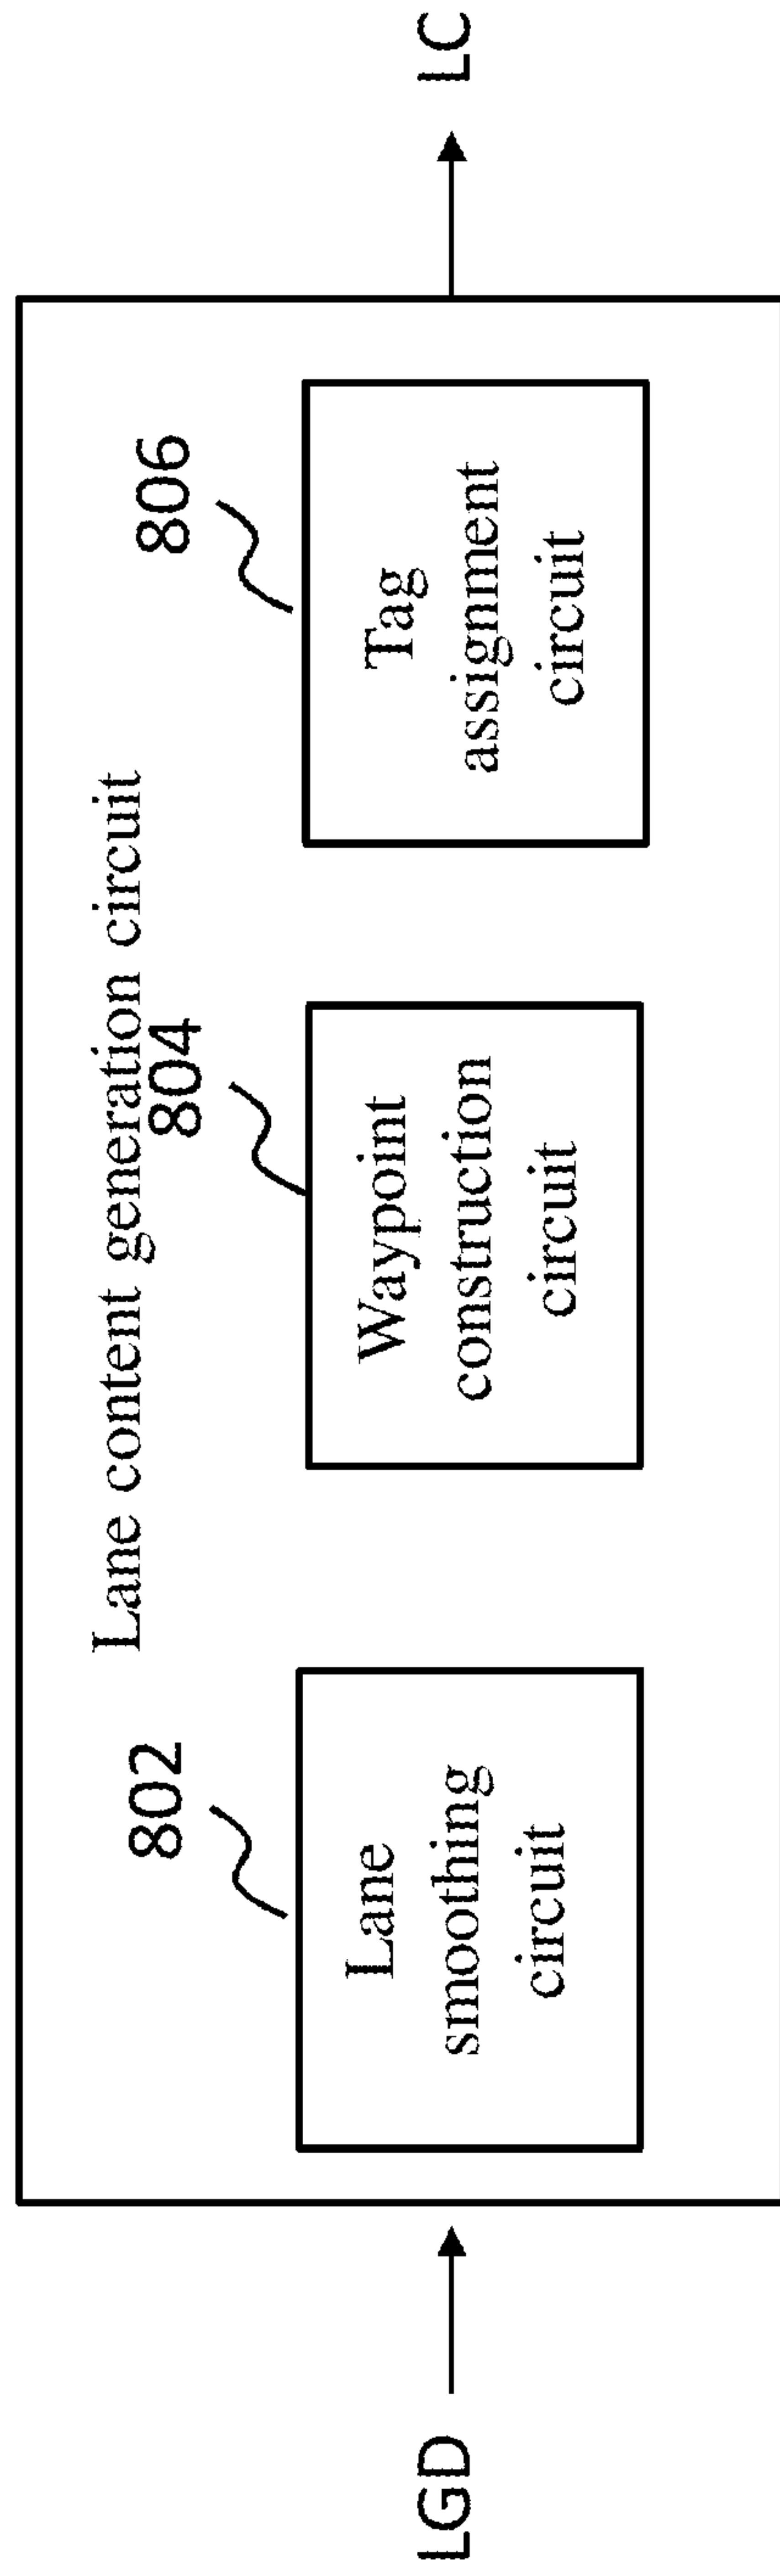 Lane content generation circuit
802
804
806
LGD
Lane
smoothing
circuit
Waypoint
construction
circuit
Tag
assignment
circuit
LC